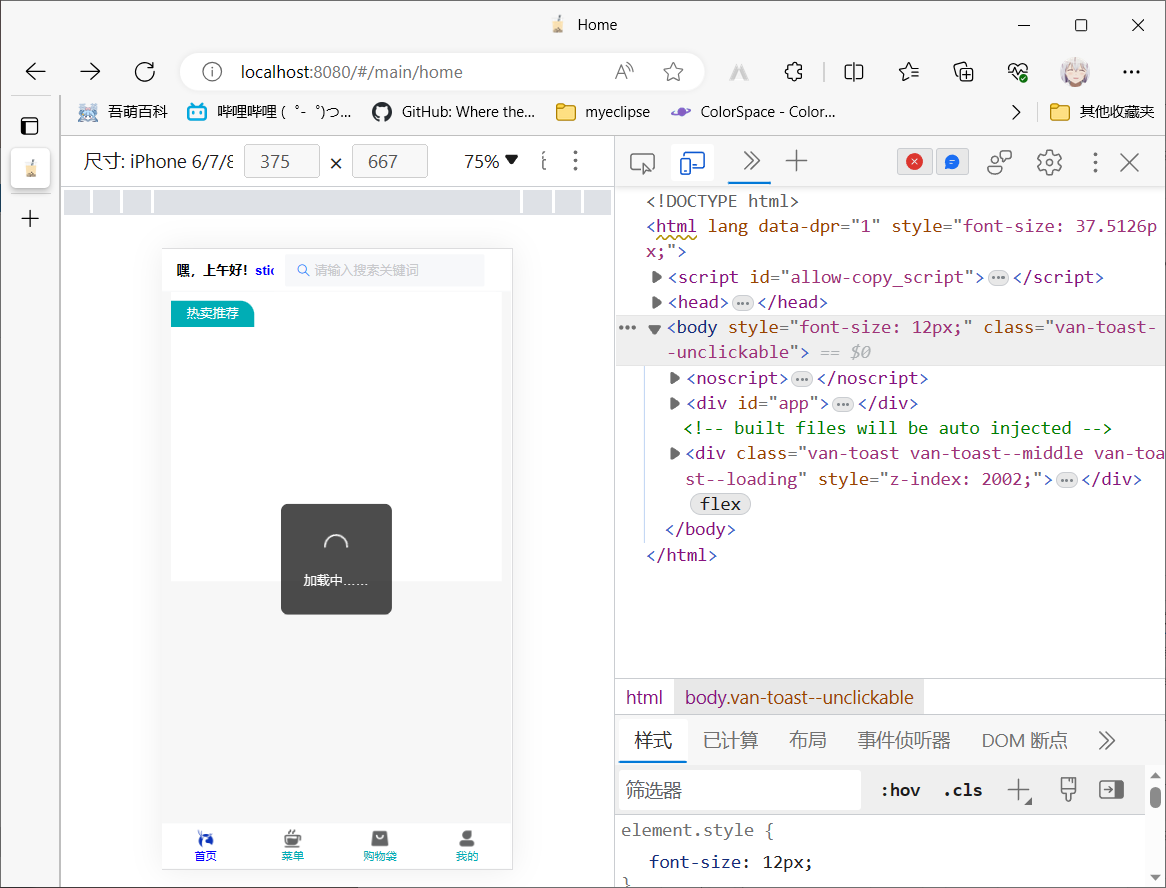 Home
localhost:8080/#/main/home
吾萌百科
哔哩哔哩 (゜-゜)つ...
GitHub: Where the...
myeclipse
ColorSpace - Color...
其他收藏夹
尺寸: iPhone 6/7/8
375
×
667
75%
嘿，上午好！
请输入搜索关键词
热卖推荐
加载中......
首页
菜单
购物袋
我的
<!DOCTYPE html>
<html lang data-dpr="1" style="font-size: 37.5126p
x;">
<script id="allow-copy_script">…</script>
<head>…</head>
<body style="font-size: 12px;" class="van-toast-
-unclickable"> == $0
<noscript>…</noscript>
<div id="app">…</div>
<!-- built files will be auto injected -->
<div class="van-toast van-toast--middle van-toa
st--loading" style="z-index: 2002;">…</div>
flex
</body>
</html>
html
body.van-toast--unclickable
样式
已计算
布局
事件侦听器
DOM 断点
筛选器
:hov
.cls
element.style {
font-size: 12px;
}